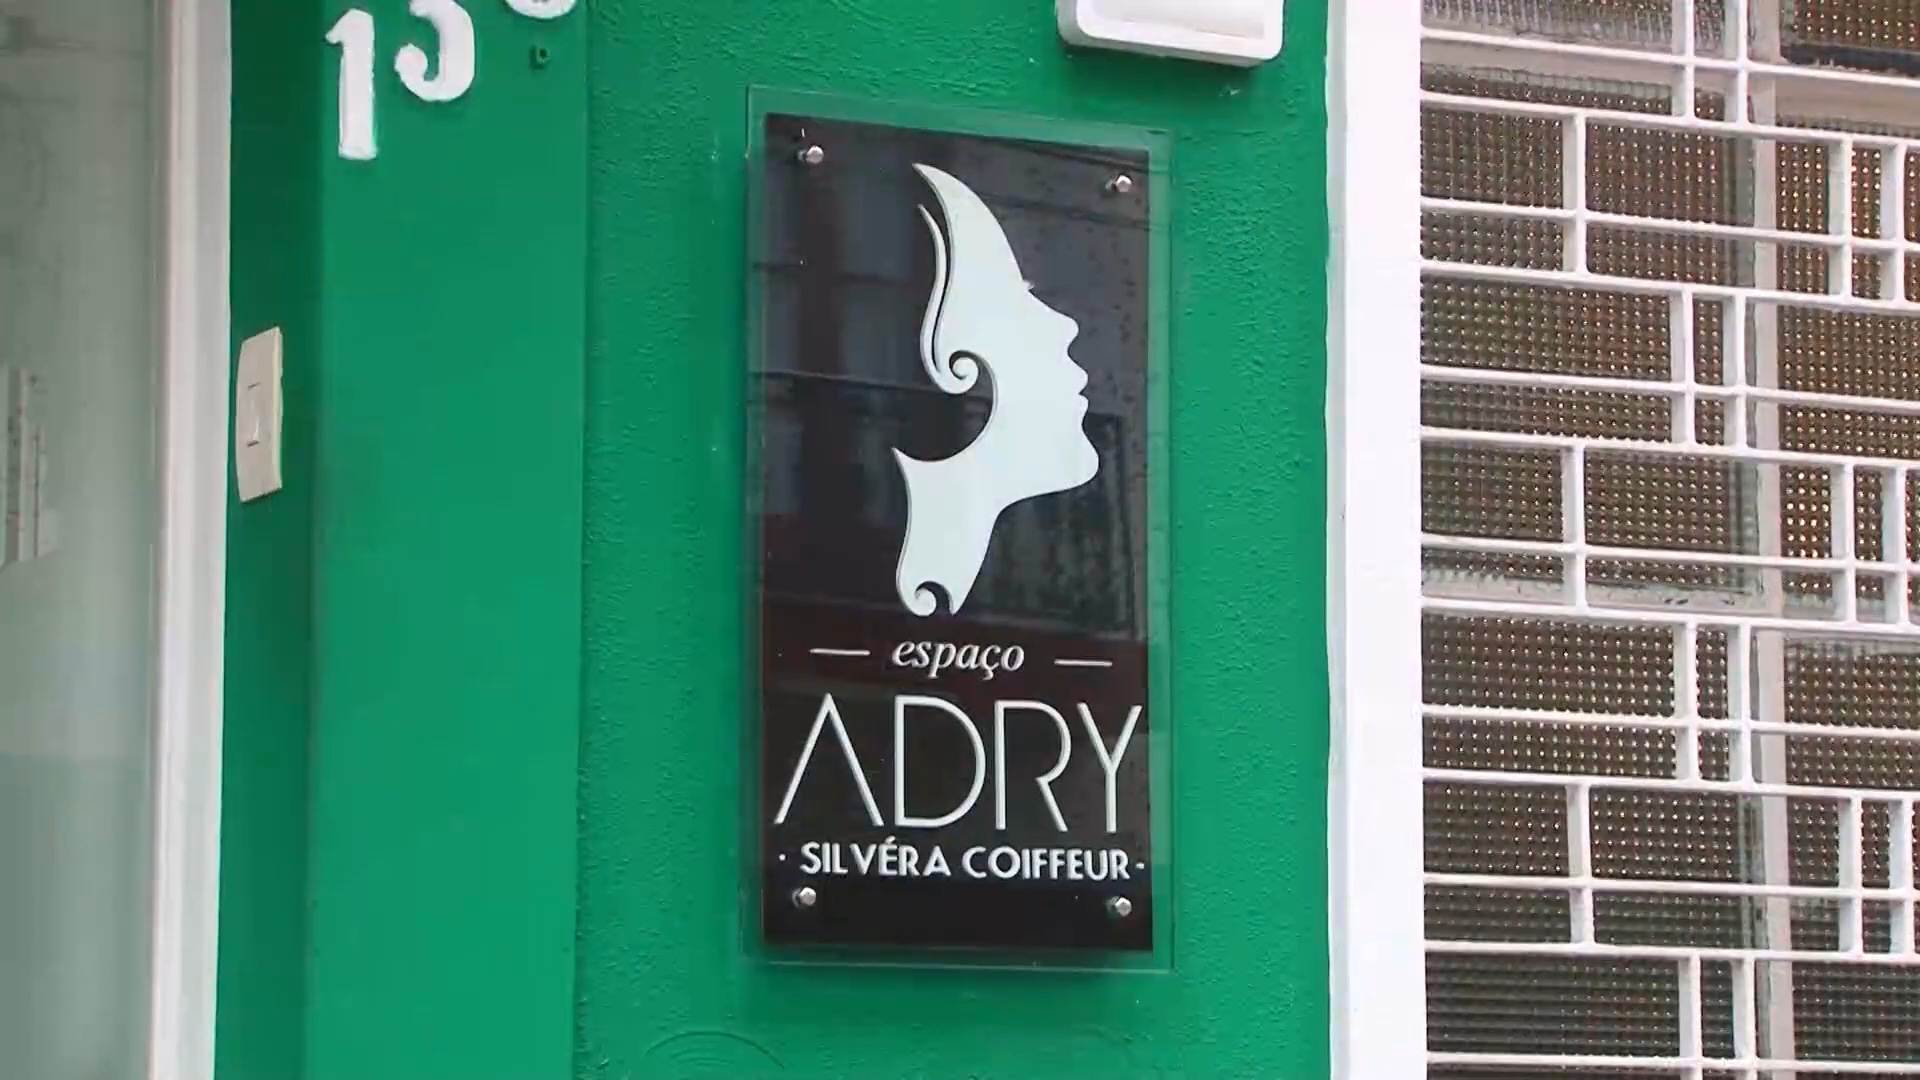 espaço
ADRY
· SILVÉRA COIFFEUR ·